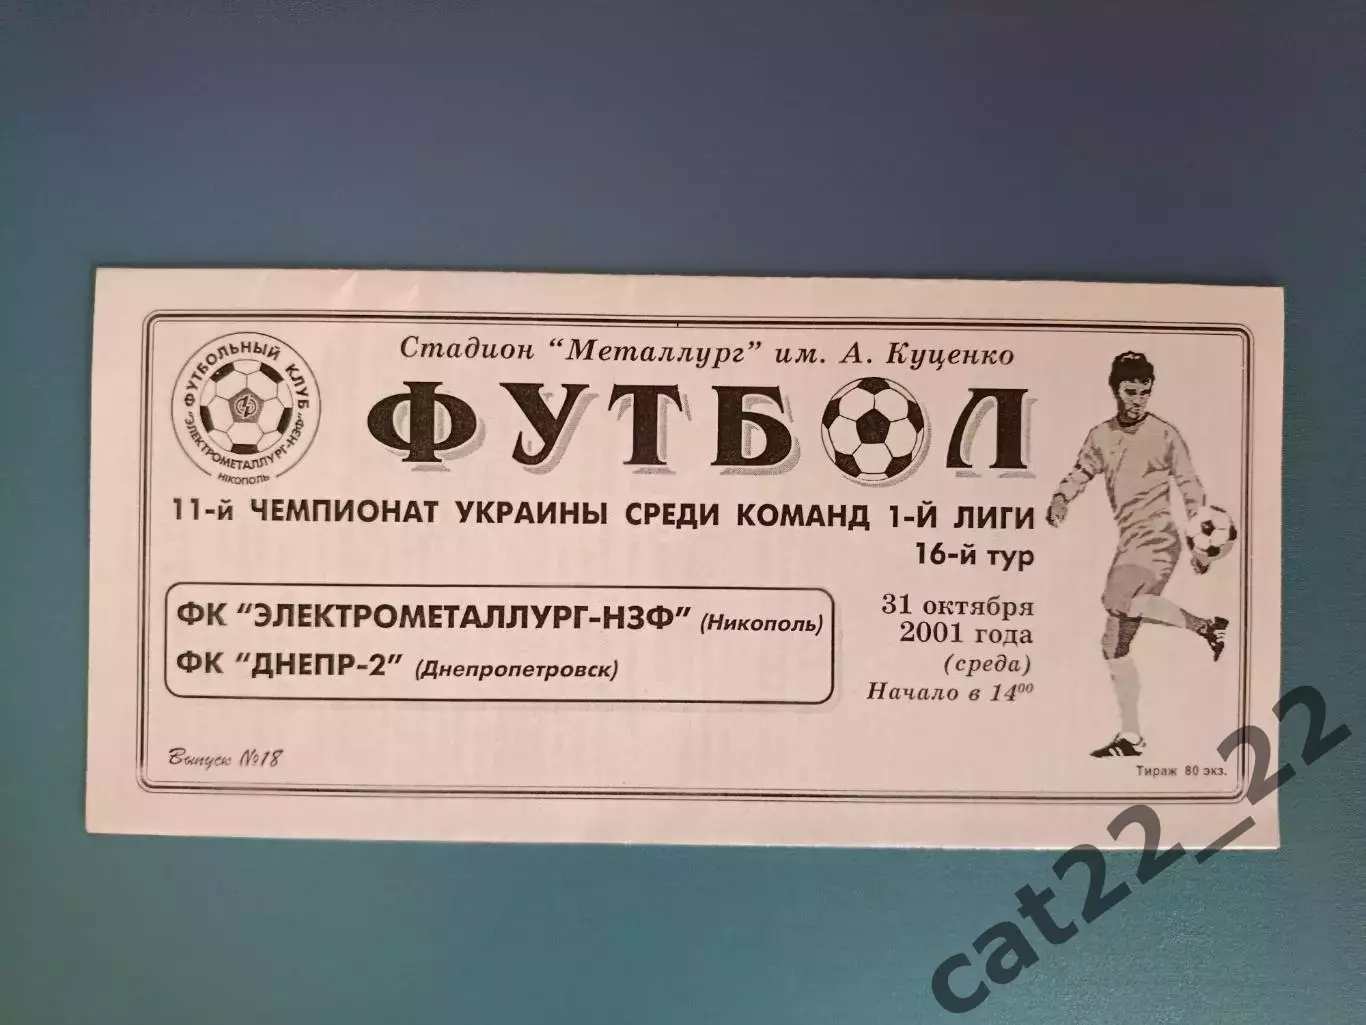 ФУТБОЛЬНЫЙ КЛУБ
"ЭЛЕКТРОМЕТАЛЛУРГ-НЗФ"
НІКОПОЛЬ
Стадион "Металлург" им. А. Куценко
ФУТБОЛ
11-й ЧЕМПИОНАТ УКРАИНЫ СРЕДИ КОМАНД 1-Й ЛИГИ
16-й тур
ФК "ЭЛЕКТРОМЕТАЛЛУРГ-НЗФ" (Никополь)
ФК "ДНЕПР-2" (Днепропетровск)
31 октября
2001 года
(среда)
Начало в 14⁰⁰
Выпуск №18
Тираж 80 экз.
cat22_22